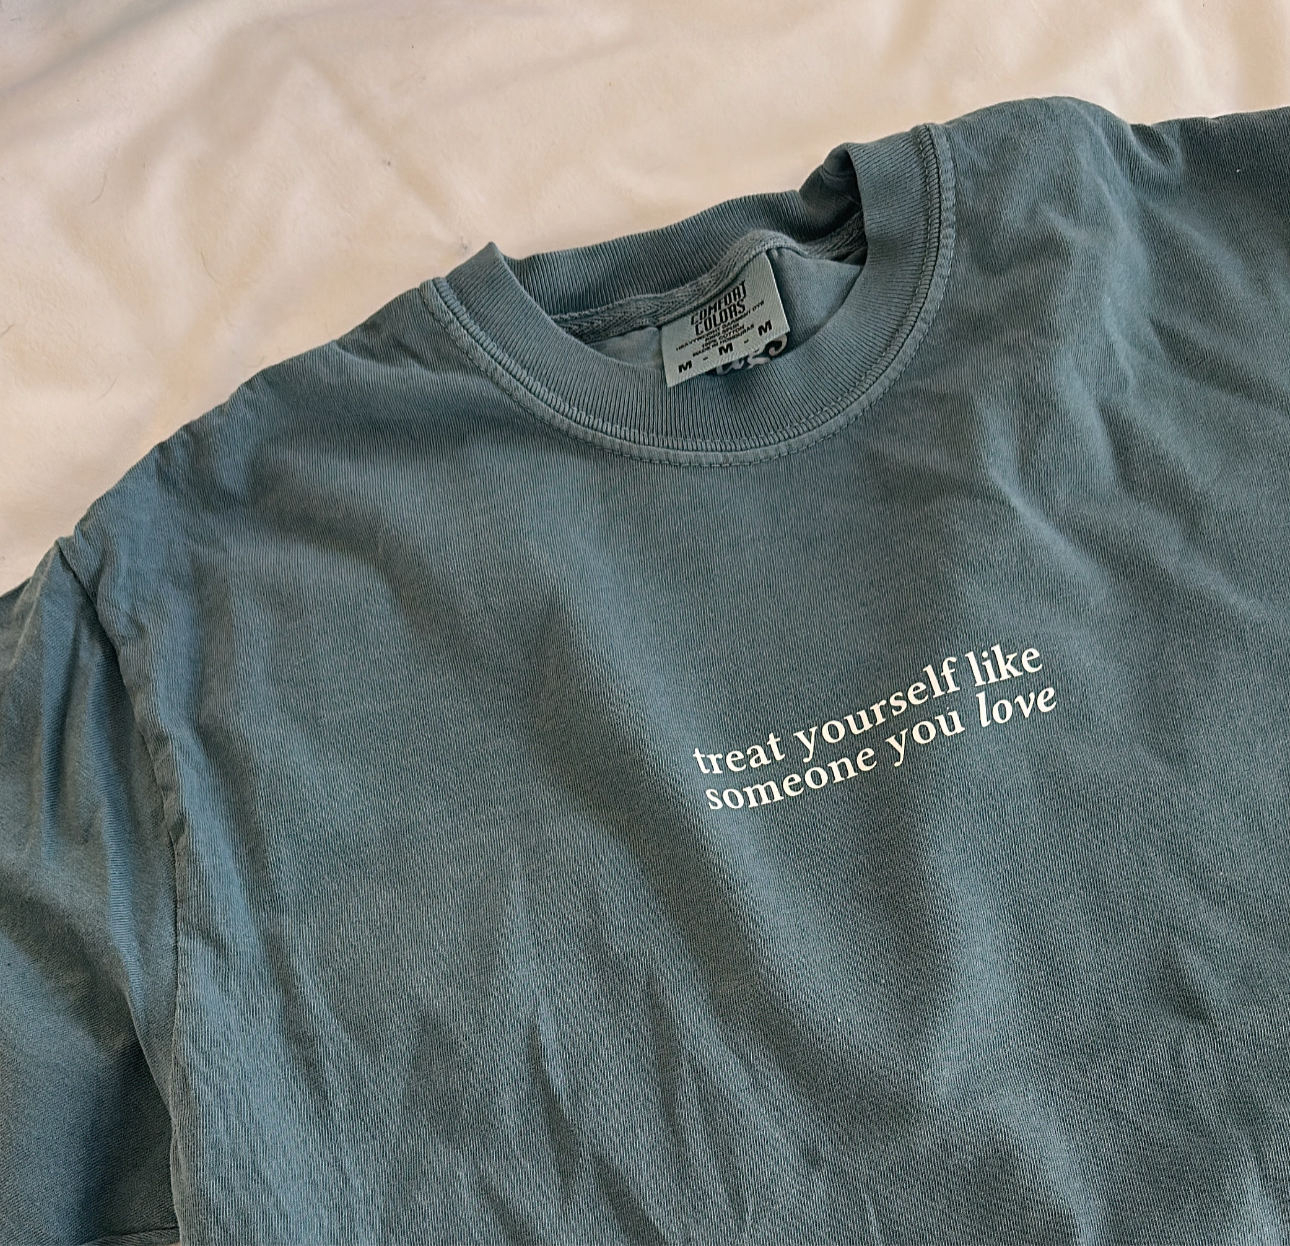 COMFORT
COLORS
M - M - M
treat yourself like
someone you love